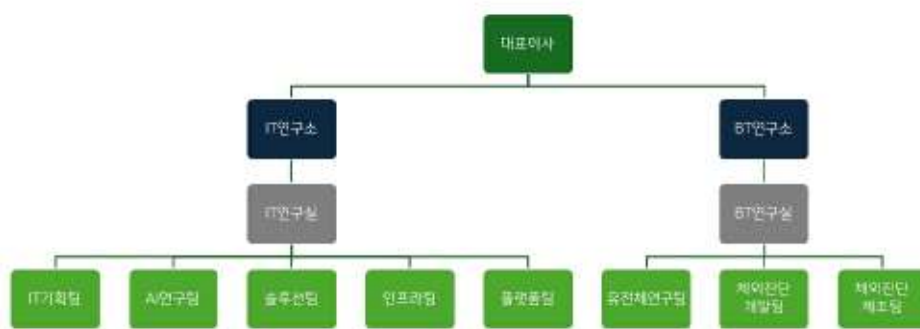 대표이사
IT연구소
BT연구소
IT연구실
BT연구실
IT기획팀
AI연구팀
솔루션팀
인프라팀
플랫폼팀
유전체연구팀
체외진단
개발팀
체외진단
제조팀